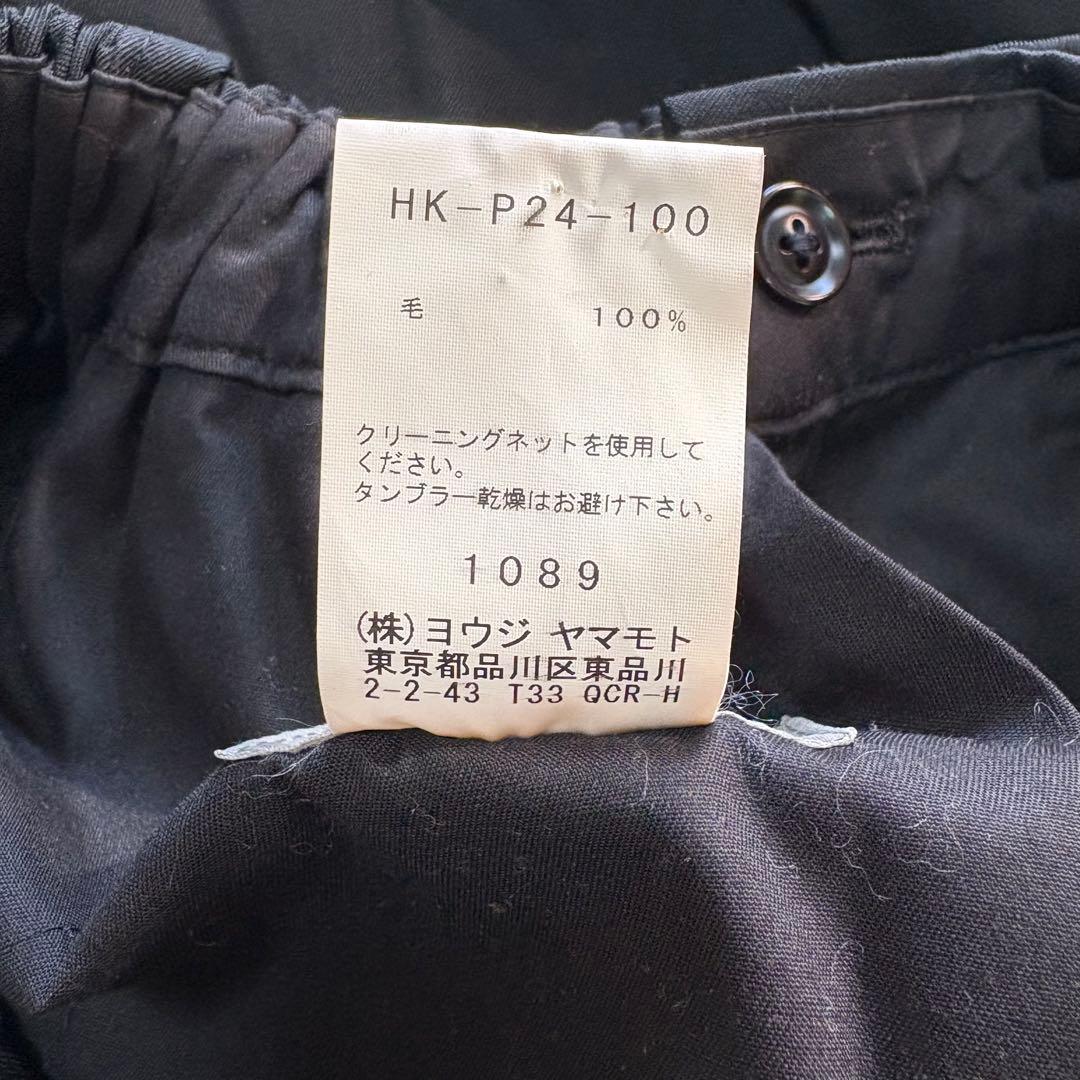 HK-P24-100
毛 100%
クリーニングネットを使用して
ください。
タンブラー乾燥はお避け下さい。
1089
(株)ヨウジ ヤマモト
東京都品川区東品川
2-2-43 T33 QCR-H